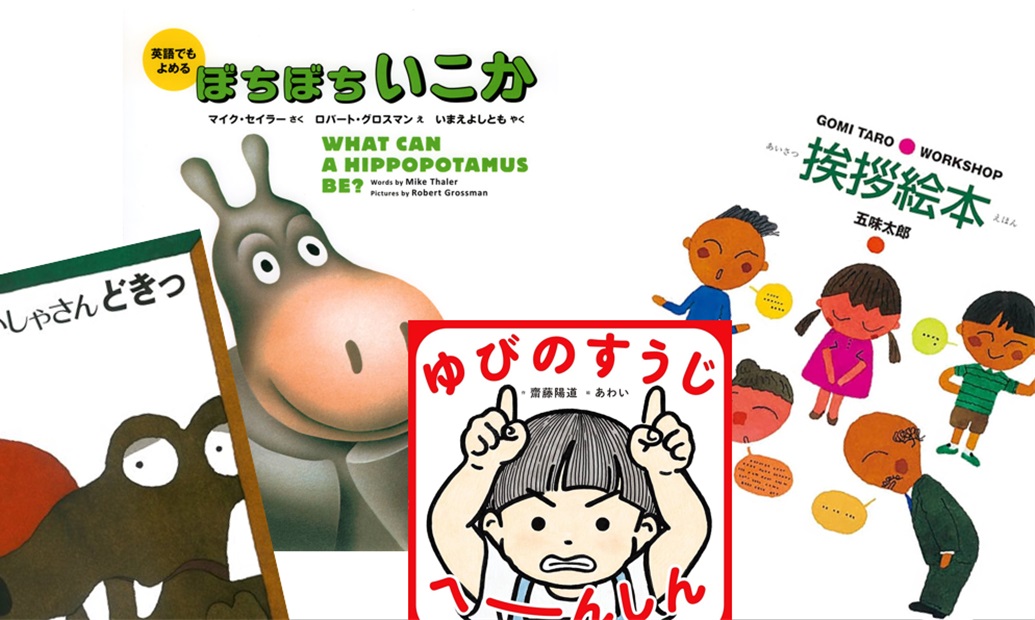 英語でも
よめる
ぼちぼちいこか
マイク・セイラー さく ロバート・グロスマン え いまえよしとも やく
WHAT CAN
A HIPPOPOTAMUS
BE?
Words by Mike Thaler
Pictures by Robert Grossman
GOMI TARO WORKSHOP
あいさつ 挨拶絵本 えほん
五味太郎
いしゃさんどきっ
ゆびのすうじ
作 齋藤陽道 絵 あわい
へーんしん